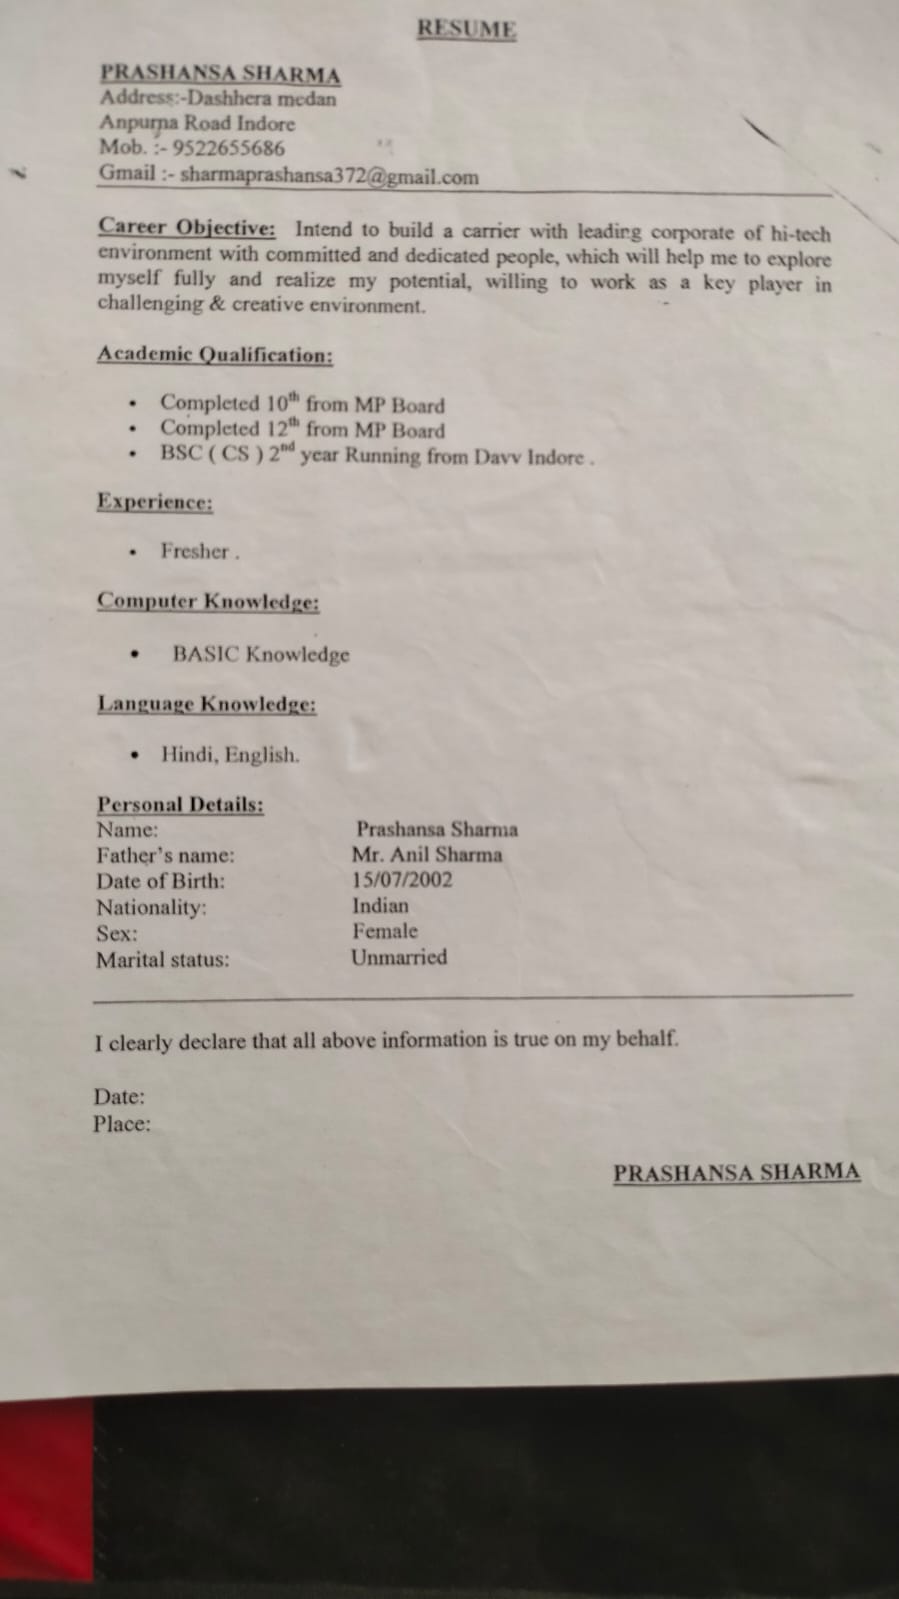 RESUME
PRASHANSA SHARMA
Address:-Dashhera medan
Anpurna Road Indore
Mob. :- 9522655686
Gmail :- sharmaprashansa372@gmail.com
Career Objective: Intend to build a carrier with leading corporate of hi-tech
environment with committed and dedicated people, which will help me to explore
myself fully and realize my potential, willing to work as a key player in
challenging & creative environment.
Academic Qualification:
• Completed 10th from MP Board
• Completed 12th from MP Board
• BSC ( CS ) 2nd year Running from Davv Indore .
Experience:
• Fresher .
Computer Knowledge:
• BASIC Knowledge
Language Knowledge:
• Hindi, English.
Personal Details:
Name: Prashansa Sharma
Father's name: Mr. Anil Sharma
Date of Birth: 15/07/2002
Nationality: Indian
Sex: Female
Marital status: Unmarried
I clearly declare that all above information is true on my behalf.
Date:
Place:
PRASHANSA SHARMA